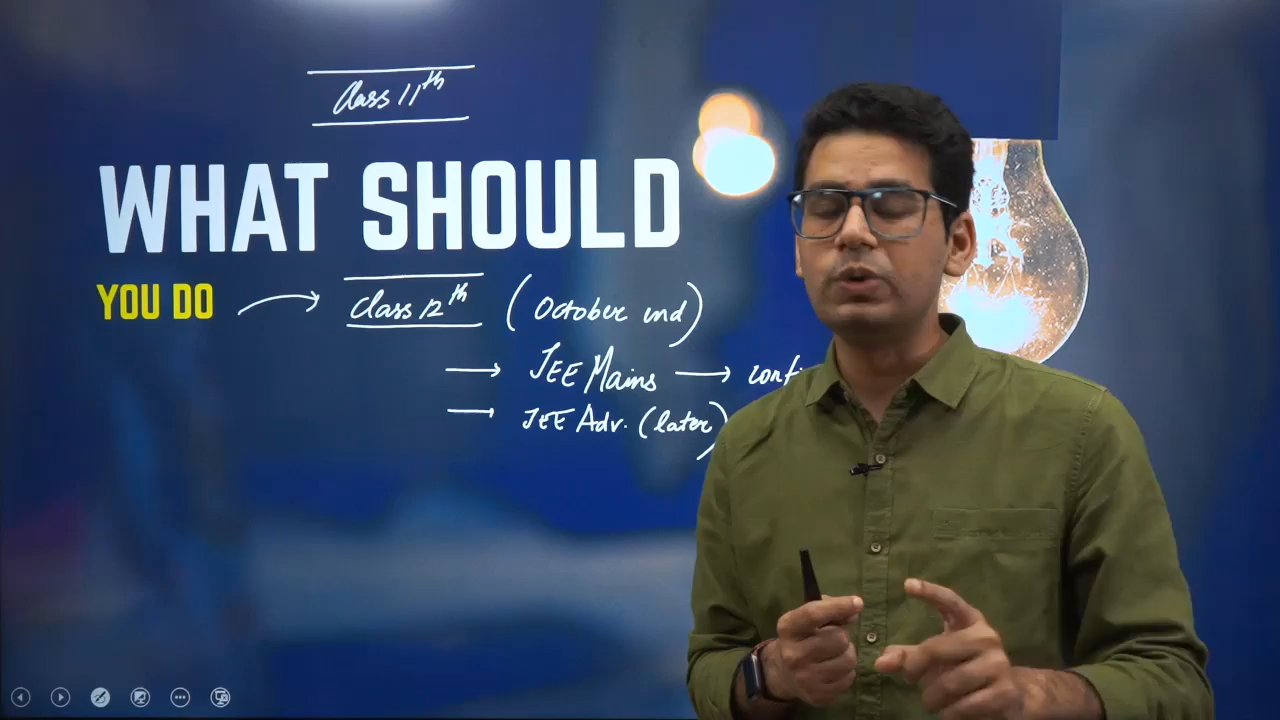 Class 11th
WHAT SHOULD
YOU DO → Class 12th (October end)
→ JEE Mains →
→ JEE Adv. (later)